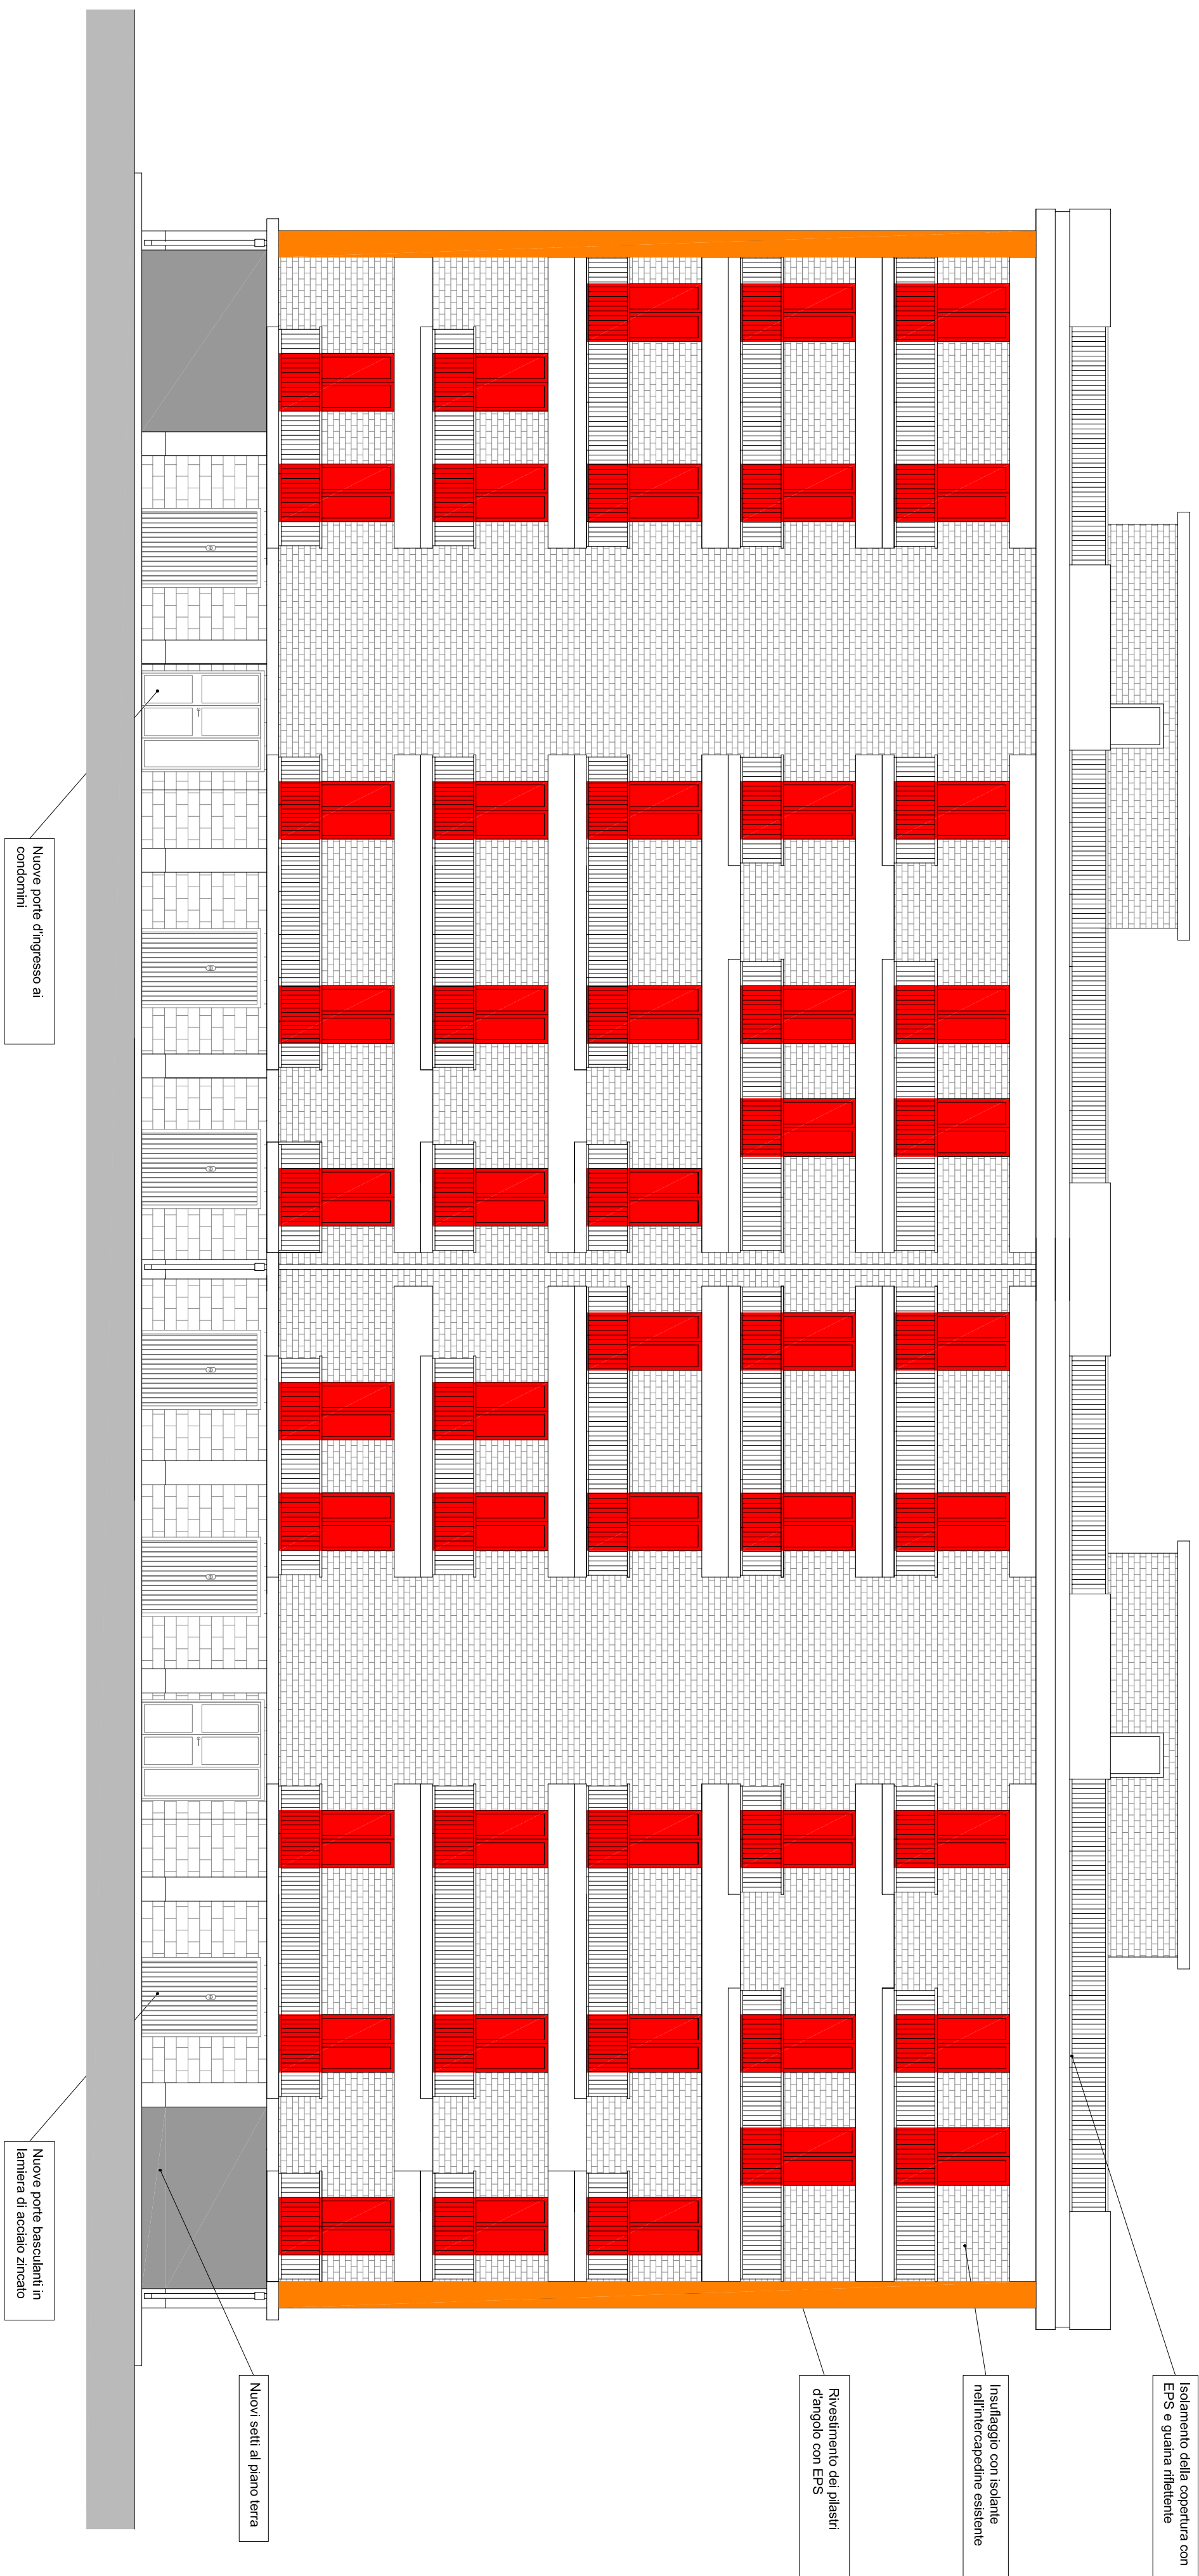 Isolamento della copertura con
EPS e guaina riflettente
Insuflaggio con isolante
nell'intercapedine esistente
Rivestimento dei pilastri
d'angolo con EPS
Nuovi setti al piano terra
Nuove porte d'ingresso ai
condomini
Nuove porte basculanti in
lamiera di acciaio zincato